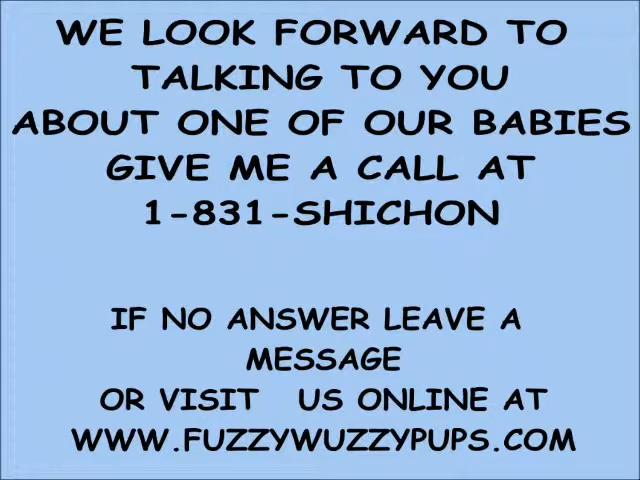 WE LOOK FORWARD TO
TALKING TO YOU
ABOUT ONE OF OUR BABIES
GIVE ME A CALL AT
1-831-SHICHON
IF NO ANSWER LEAVE A
MESSAGE
OR VISIT US ONLINE AT
WWW.FUZZYWUZZYPUPS.COM